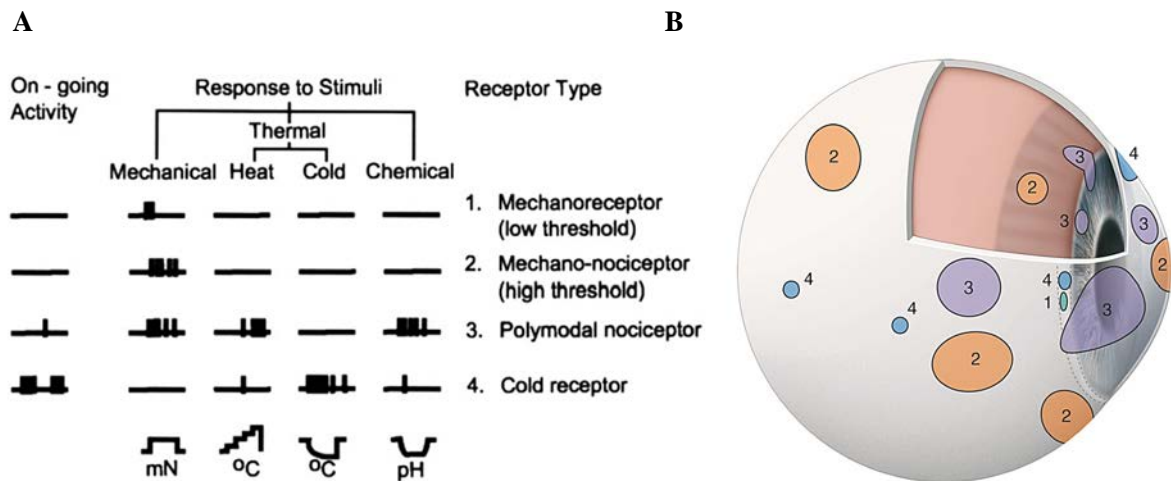 A
B
On - going
Activity
Response to Stimuli
Receptor Type
Thermal
Mechanical Heat Cold Chemical
1. Mechanoreceptor
(low threshold)
2. Mechano-nociceptor
(high threshold)
3. Polymodal nociceptor
4. Cold receptor
mN
ºC
ºC
pH
2
3
4
2
3
3
2
4
4
3
4
1
3
2
2